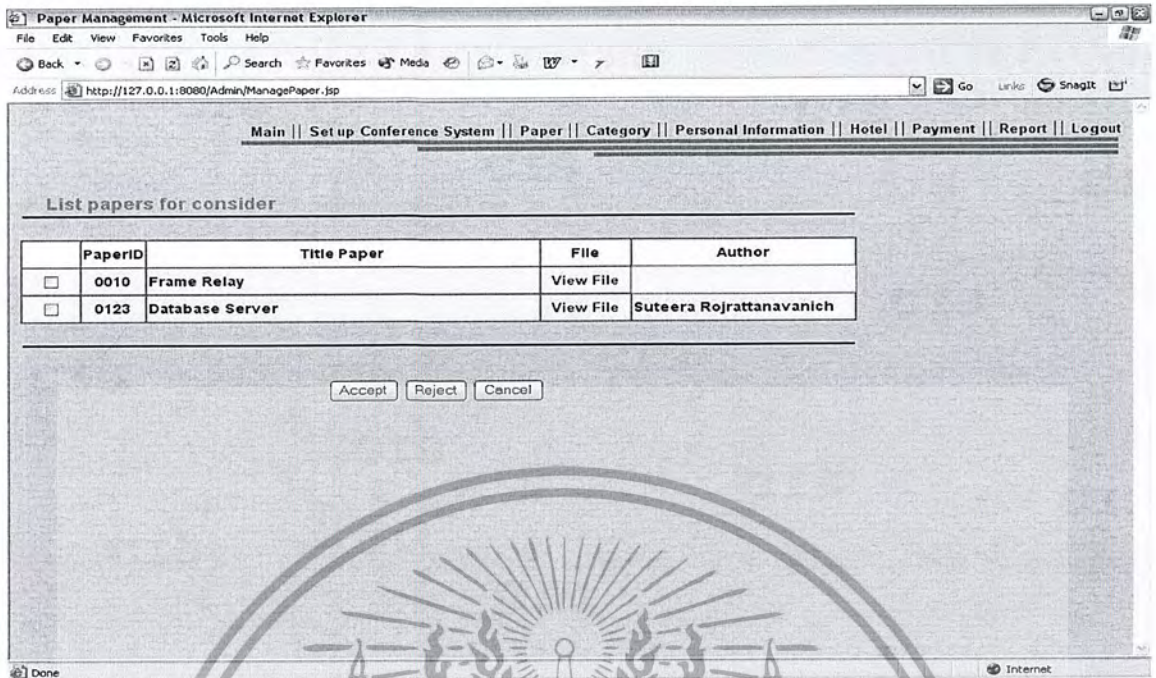 Paper Management - Microsoft Internet Explorer
File Edit View Favorites Tools Help
Back Search Favorites Media
Address http://127.0.0.1:8080/Admin/ManagePaper.jsp Go Links SnagIt
Main || Set up Conference System || Paper || Category || Personal Information || Hotel || Payment || Report || Logout
List papers for consider
PaperID Title Paper File Author
0010 Frame Relay View File
0123 Database Server View File Suteera Rojrattanavanich
Accept Reject Cancel
Done Internet